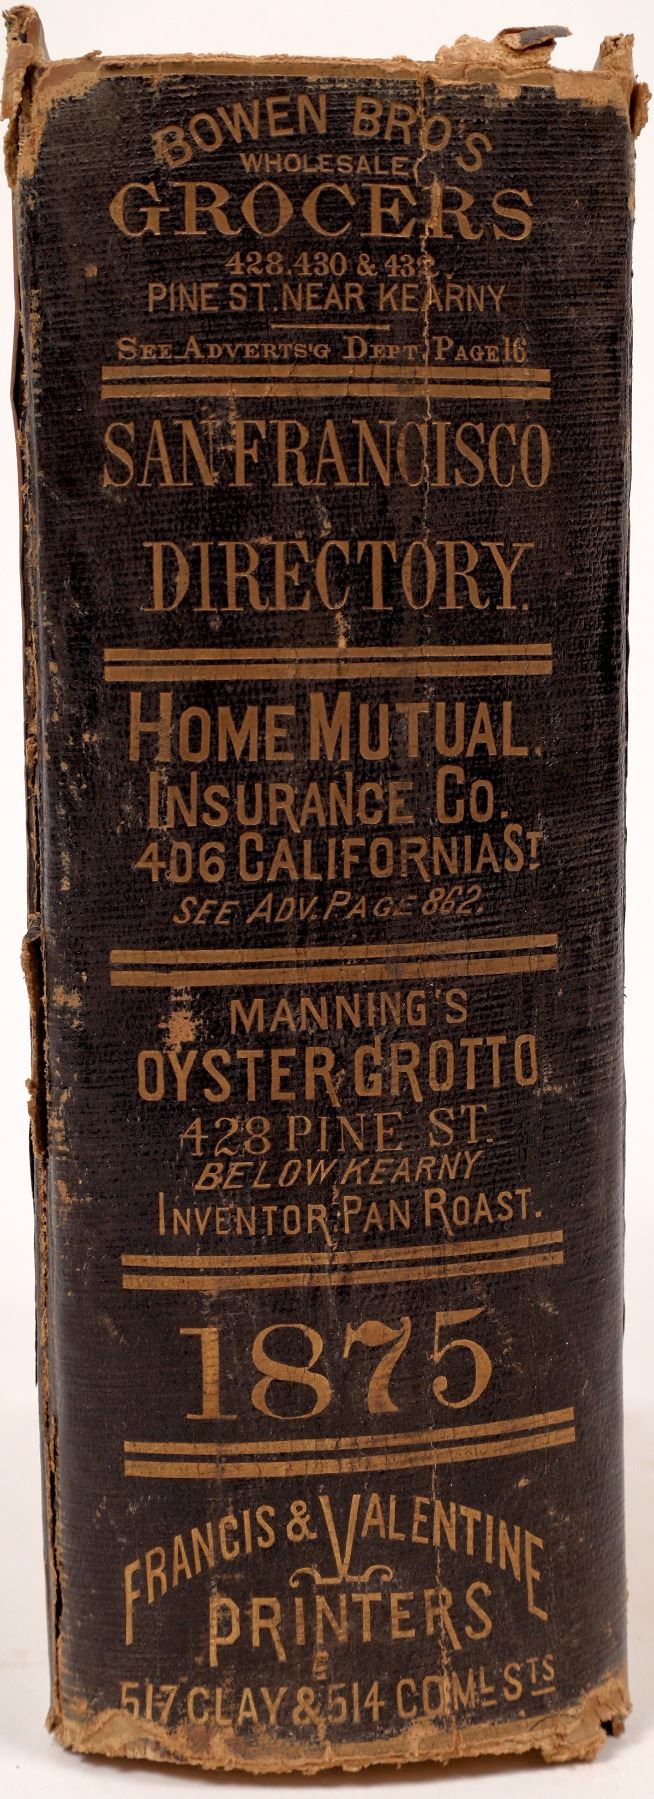 BOWEN BRO'S
WHOLESALE
GROCERS
428,430 & 432.
PINE ST. NEAR KEARNY
SEE ADVERTS'G DEPT. PAGE 16
SAN FRANCISCO
DIRECTORY.
HOME MUTUAL.
INSURANCE CO.
406 CALIFORNIA ST
SEE ADV. PAGE 862.
MANNING'S
OYSTER GROTTO
428 PINE ST.
BELOW KEARNY
INVENTOR PAN ROAST.
1875
FRANCIS & VALENTINE
PRINTERS
517 CLAY & 514 COML STS